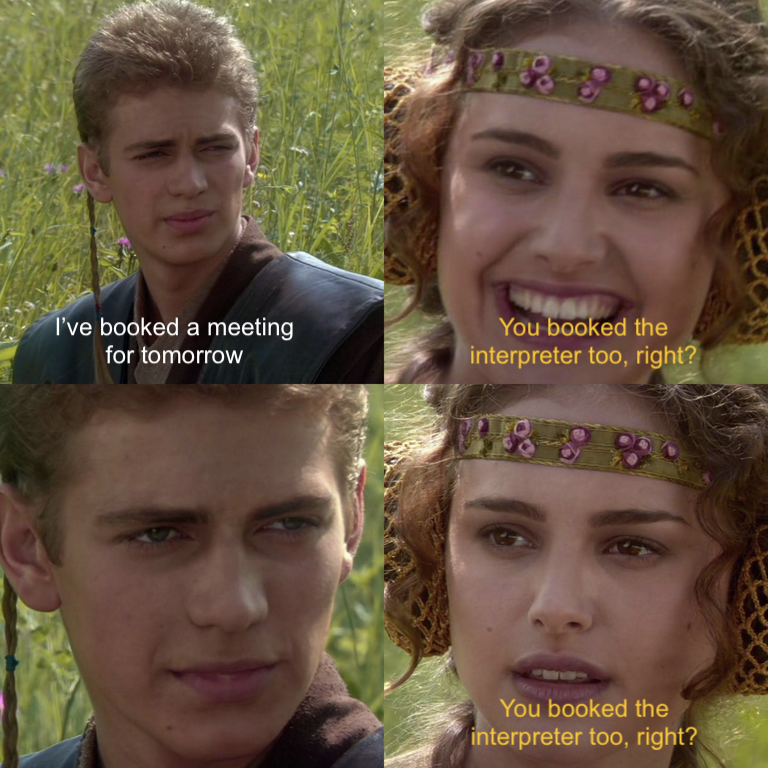 I’ve booked a meeting
for tomorrow
You booked the
interpreter too, right?
You booked the
interpreter too, right?